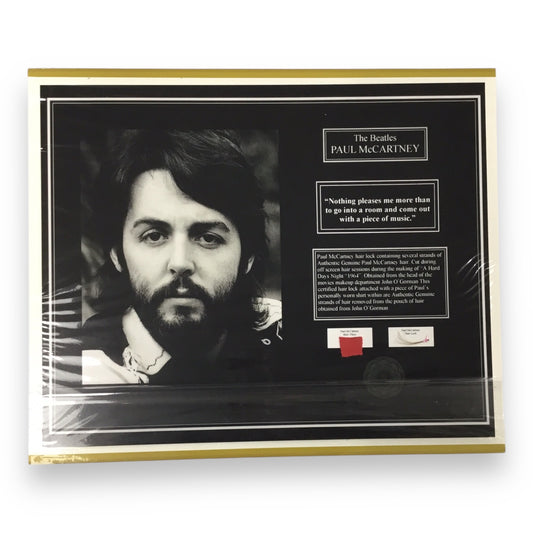 The Beatles
PAUL McCARTNEY
“Nothing pleases me more than
to go into a room and come out
with a piece of music.”
Paul McCartney hair lock containing several strands of
Authentic Genuine Paul McCartney hair. Cut during
off screen hair sessions during the making of “A Hard
Days Night “1964”. Obtained from the head of the
movies makeup department John O’Gorman This
certified hair lock attached with a piece of Paul’s
personally worn shirt within are Authentic Genuine
strands of hair removed from the pouch of hair
obtained from John O’Gorman